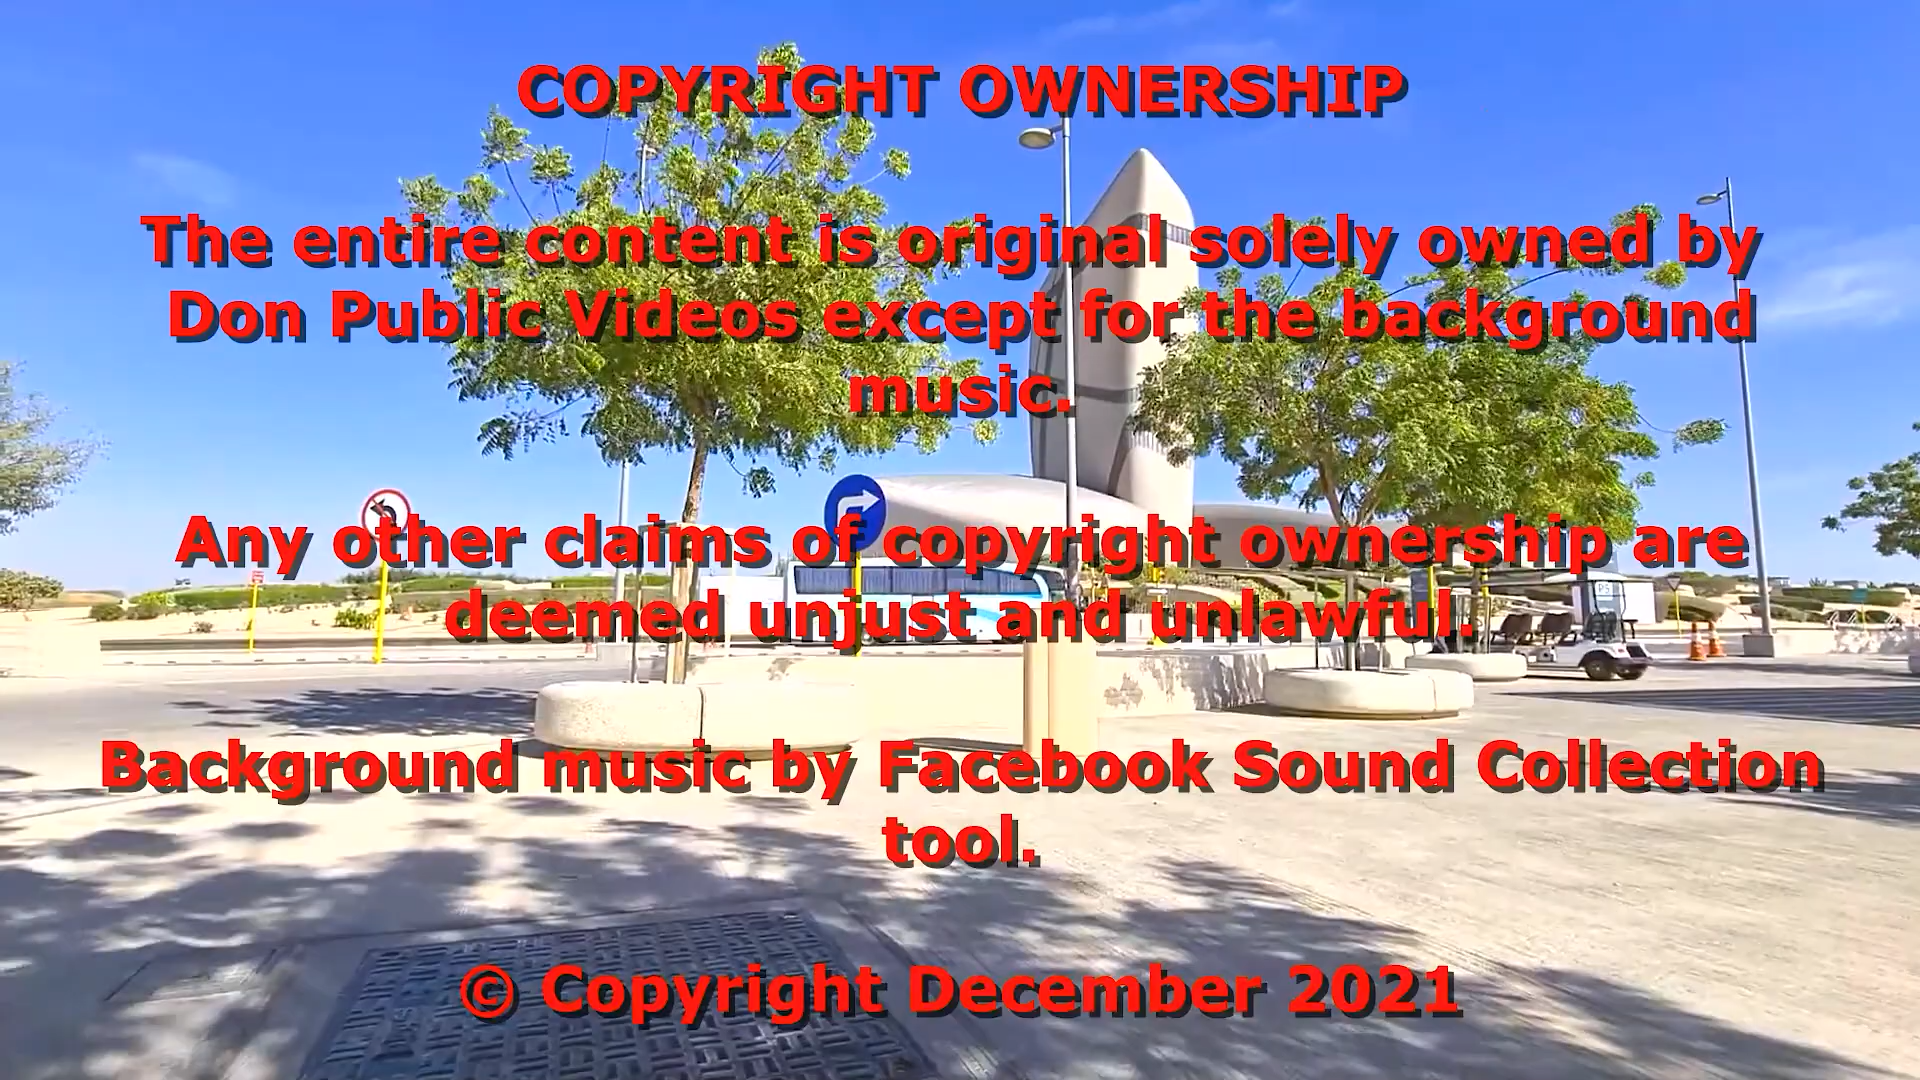 COPYRIGHT OWNERSHIP
The entire content is original solely owned by
Don Public Videos except for the background
music.
Any other claims of copyright ownership are
deemed unjust and unlawful.
Background music by Facebook Sound Collection
tool.
© Copyright December 2021